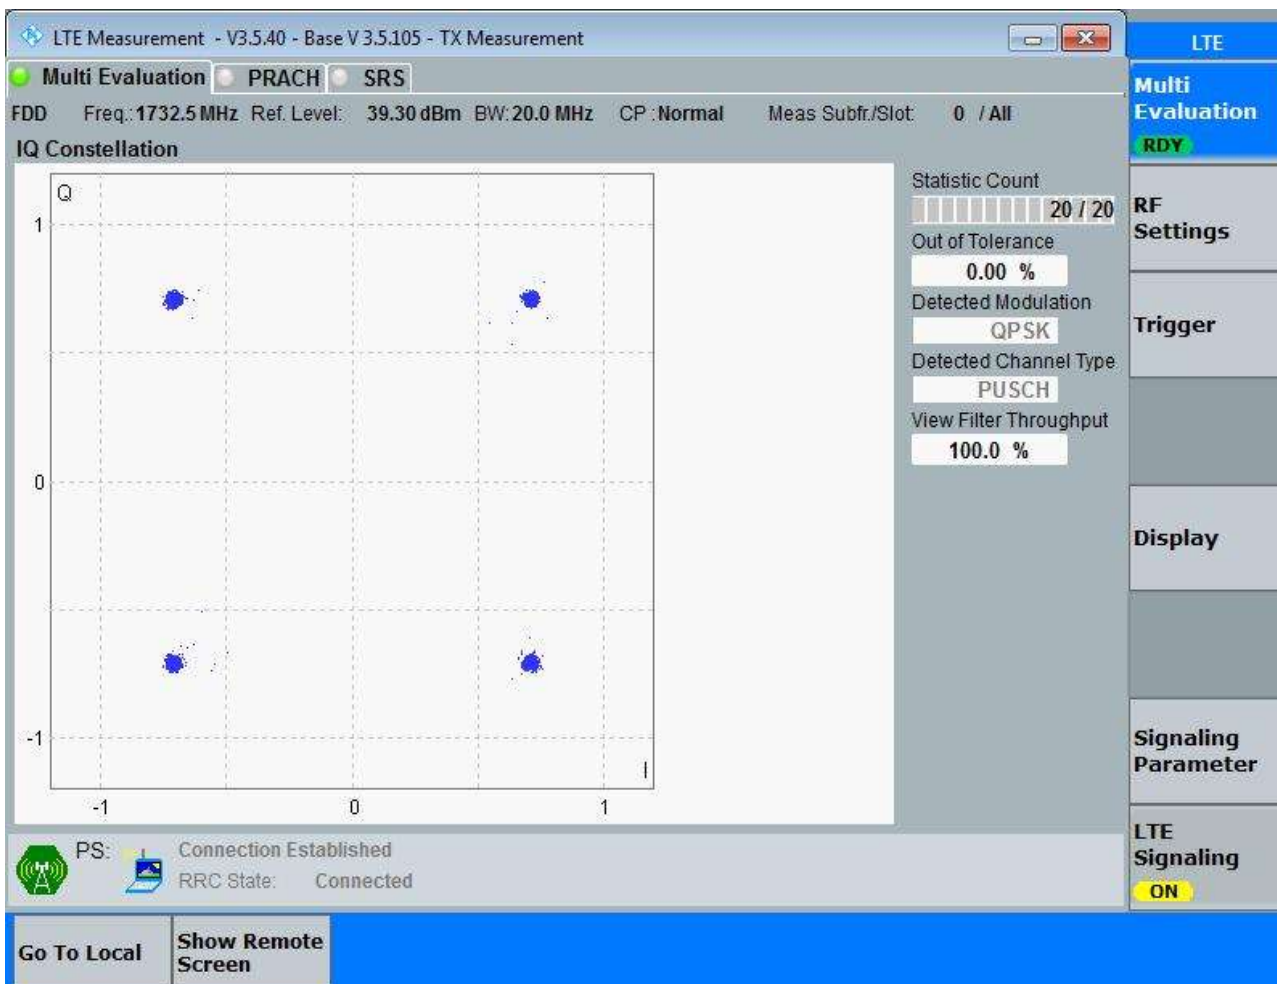 LTE Measurement - V3.5.40 - Base V 3.5.105 - TX Measurement
LTE
Multi Evaluation PRACH SRS
Multi
Evaluation
RDY
FDD Freq.: 1732.5 MHz Ref. Level: 39.30 dBm BW: 20.0 MHz CP : Normal Meas Subfr./Slot: 0 / All
IQ Constellation
Q
1
0
-1
-1 0 1
I
Statistic Count
20 / 20
Out of Tolerance
0.00 %
Detected Modulation
QPSK
Detected Channel Type
PUSCH
View Filter Throughput
100.0 %
RF
Settings
Trigger
Display
Signaling
Parameter
LTE
Signaling
ON
PS: Connection Established
RRC State: Connected
Go To Local
Show Remote
Screen